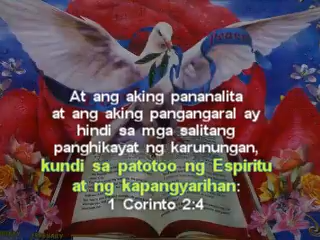 At ang aking pananalita
at ang aking pangangaral ay
hindi sa mga salitang
panghikayat ng karunungan,
kundi sa patotoo ng Espiritu
at ng kapangyarihan:
1 Corinto 2:4